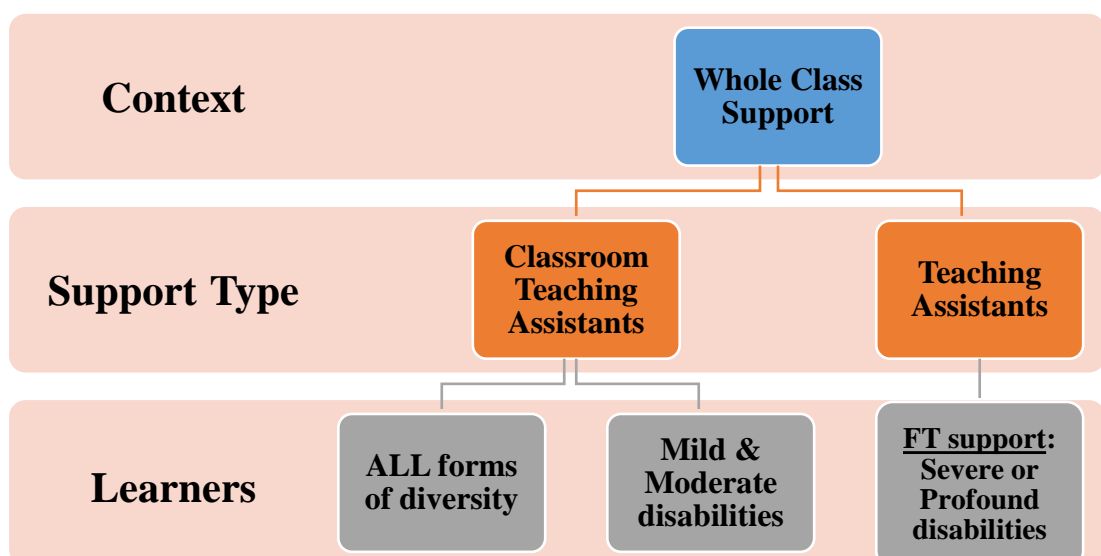 Context
Whole Class
Support
Support Type
Classroom
Teaching
Assistants
Teaching
Assistants
Learners
ALL forms
of diversity
Mild &
Moderate
disabilities
FT support:
Severe or
Profound
disabilities